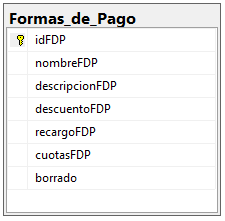 Formas_de_Pago
idFDP
nombreFDP
descripcionFDP
descuentoFDP
recargoFDP
cuotasFDP
borrado